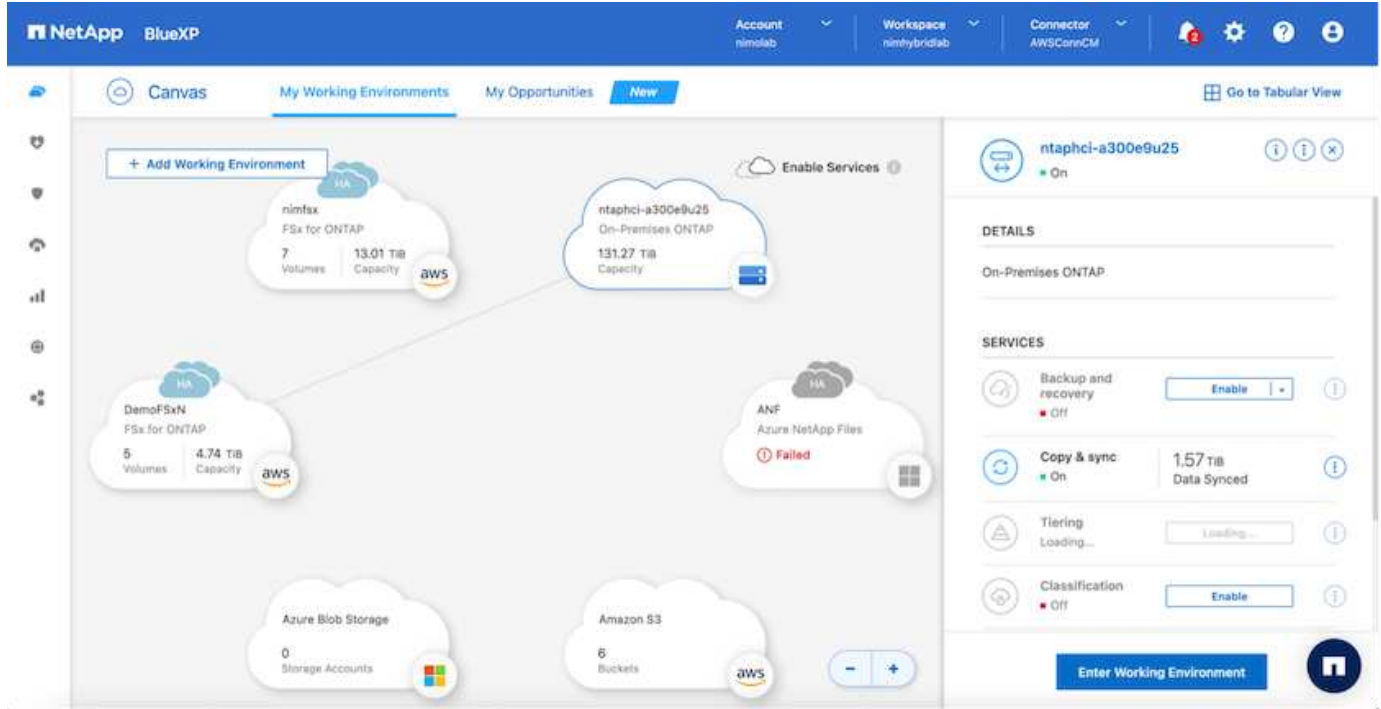 NetApp BlueXP
Account
nimolab
Workspace
nimhybridlab
Connector
AWSConnCM
2
Canvas
My Working Environments
My Opportunities
New
Go to Tabular View
+ Add Working Environment
Enable Services
HA
nimfsx
FSx for ONTAP
7
Volumes
13.01 TiB
Capacity
aws
ntaphci-a300e9u25
On-Premises ONTAP
131.27 TiB
Capacity
HA
DemoFSxN
FSx for ONTAP
5
Volumes
4.74 TiB
Capacity
aws
HA
ANF
Azure NetApp Files
Failed
Azure Blob Storage
0
Storage Accounts
Amazon S3
6
Buckets
aws
- +
ntaphci-a300e9u25
On
DETAILS
On-Premises ONTAP
SERVICES
Backup and
recovery
Off
Enable
Copy & sync
On
1.57 TiB
Data Synced
Tiering
Loading...
Loading...
Classification
Off
Enable
Enter Working Environment